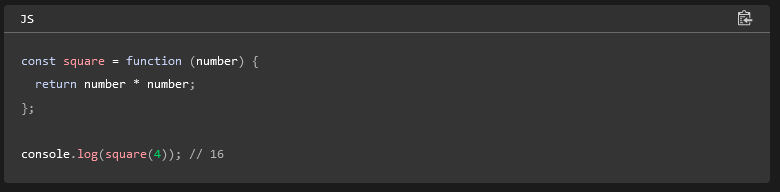 JS
const square = function (number) {
  return number * number;
};
console.log(square(4)); // 16